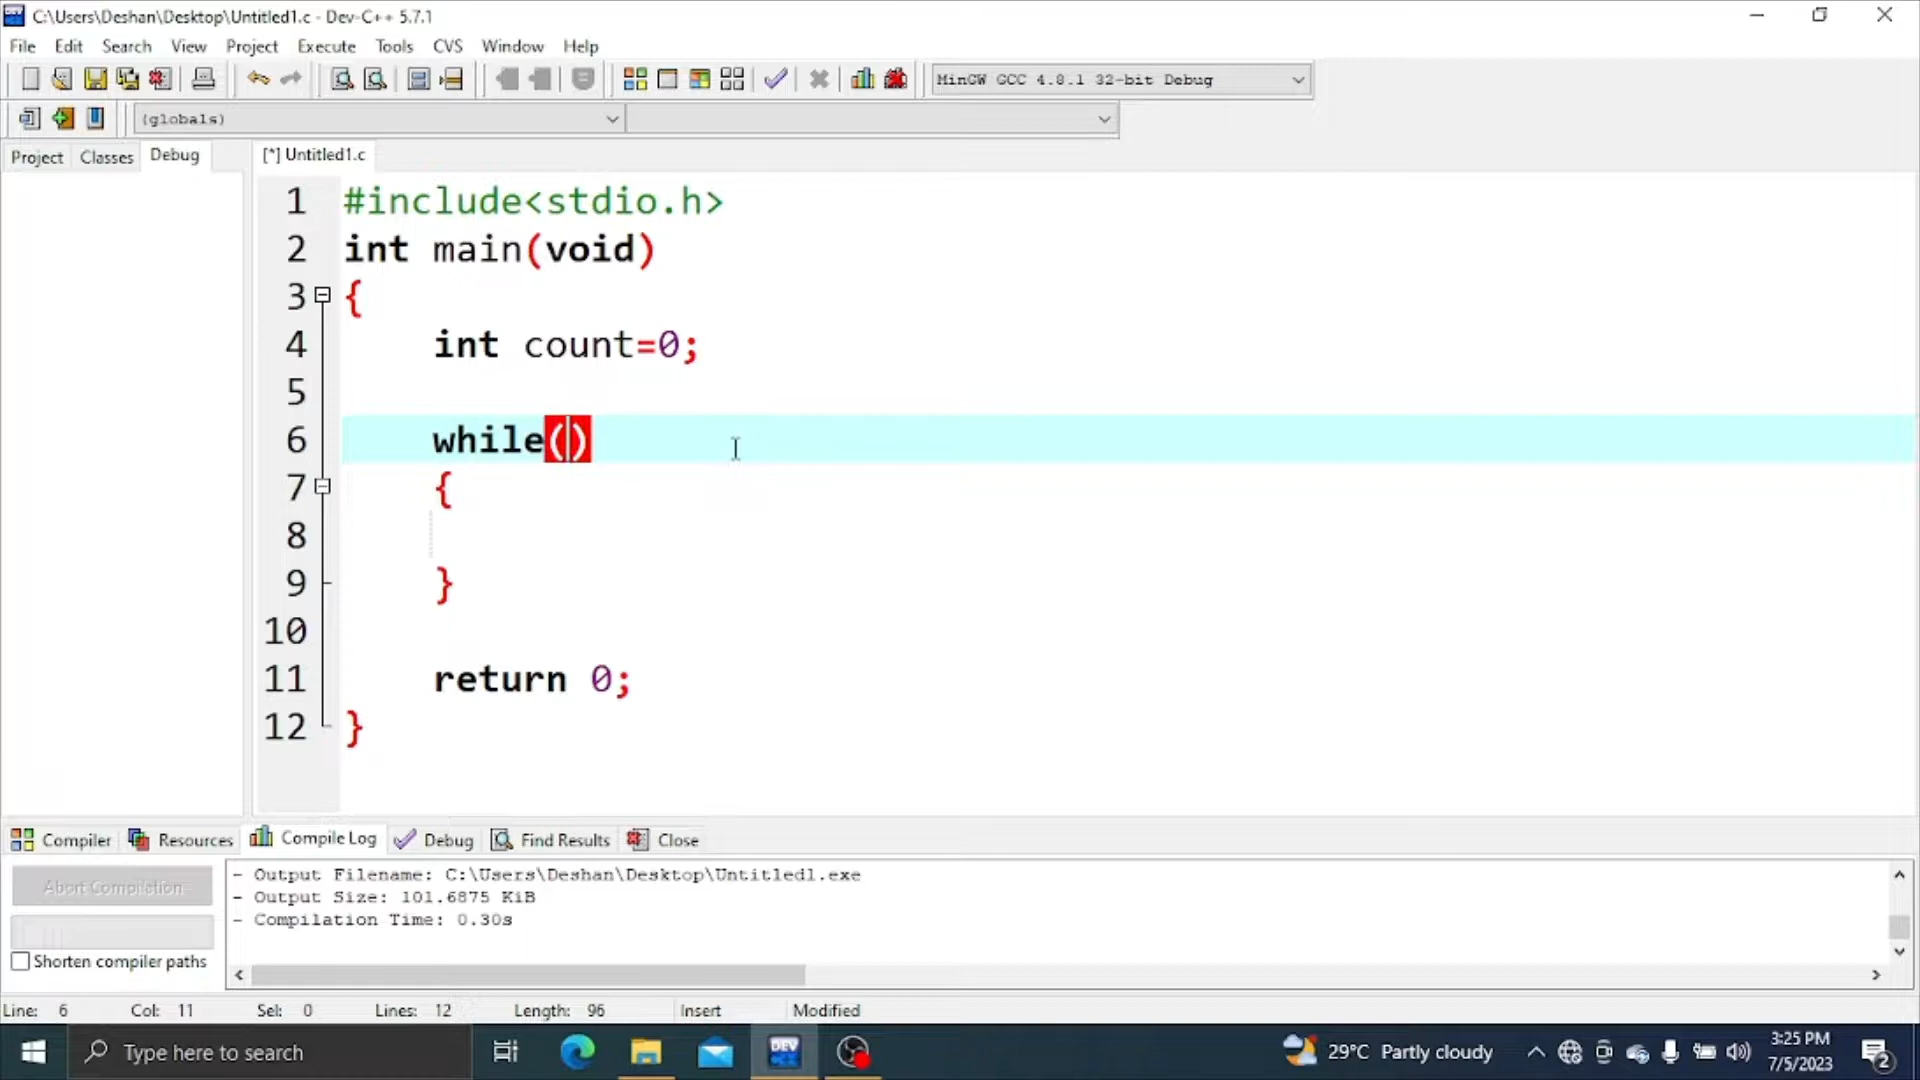 C:\Users\Deshan\Desktop\Untitled1.c - Dev-C++ 5.7.1
File Edit Search View Project Execute Tools CVS Window Help
MinGW GCC 4.8.1 32-bit Debug
(globals)
Project Classes Debug [*] Untitled1.c
1 #include<stdio.h>
2 int main(void)
3 {
4 int count=0;
5
6 while()
7 {
8
9 }
10
11 return 0;
12 }
Compiler Resources Compile Log Debug Find Results Close
Abort Compilation
- Output Filename: C:\Users\Deshan\Desktop\Untitled1.exe
- Output Size: 101.6875 KiB
- Compilation Time: 0.30s
Shorten compiler paths
Line: 6 Col: 11 Sel: 0 Lines: 12 Length: 96 Insert Modified
Type here to search
DEV
29°C Partly cloudy
3:25 PM
7/5/2023
2